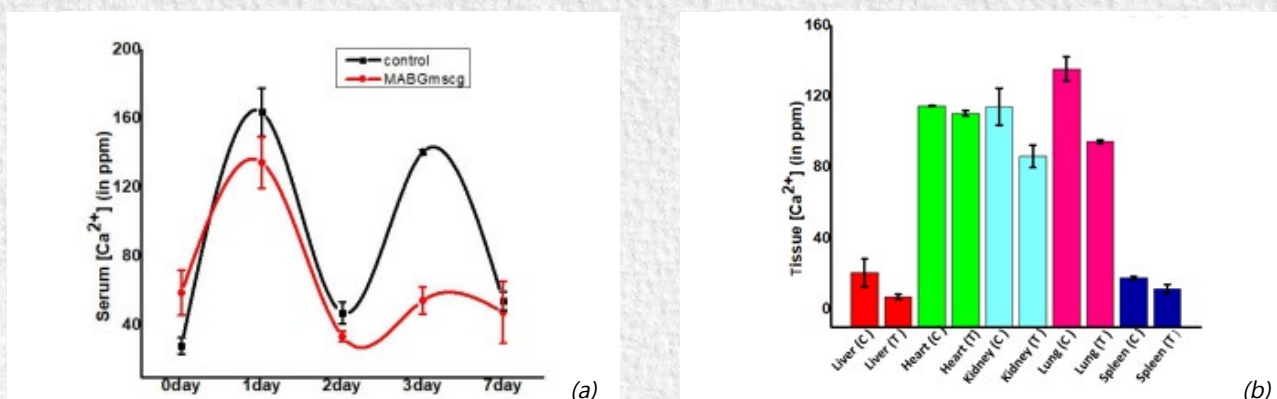 200
160
120
80
40
Serum [Ca2+] (in ppm)
control
MABGmscg
0day
1day
2day
3day
7day
(a)
160
120
80
40
0
Tissue [Ca2+] (in ppm)
Liver (C)
Liver (T)
Heart (C)
Heart (T)
Kidney (C)
Kidney (T)
Lung (C)
Lung (T)
Spleen (C)
Spleen (T)
(b)